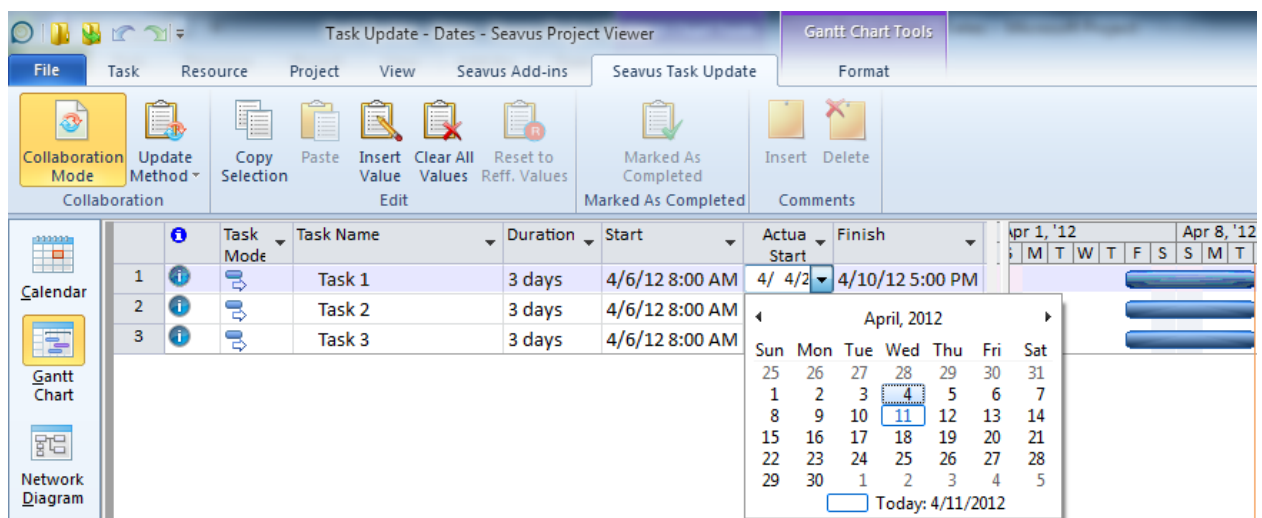 Task Update - Dates - Seavus Project Viewer
Gantt Chart Tools
File Task Resource Project View Seavus Add-ins Seavus Task Update Format
Collaboration Mode
Update Method
Copy Selection
Paste
Insert Value
Clear All Values
R
Reset to Reff. Values
Marked As Completed
Insert
Delete
Collaboration Edit Marked As Completed Comments
Calendar
Gantt Chart
Network Diagram
Task Mode Task Name Duration Start Actua Start Finish
pr 1, '12 Apr 8, '12
M T W T F S S M T
1 Task 1 3 days 4/6/12 8:00 AM 4/ 4/2 4/10/12 5:00 PM
2 Task 2 3 days 4/6/12 8:00 AM
3 Task 3 3 days 4/6/12 8:00 AM
April, 2012
Sun Mon Tue Wed Thu Fri Sat
25 26 27 28 29 30 31
1 2 3 4 5 6 7
8 9 10 11 12 13 14
15 16 17 18 19 20 21
22 23 24 25 26 27 28
29 30 1 2 3 4 5
Today: 4/11/2012